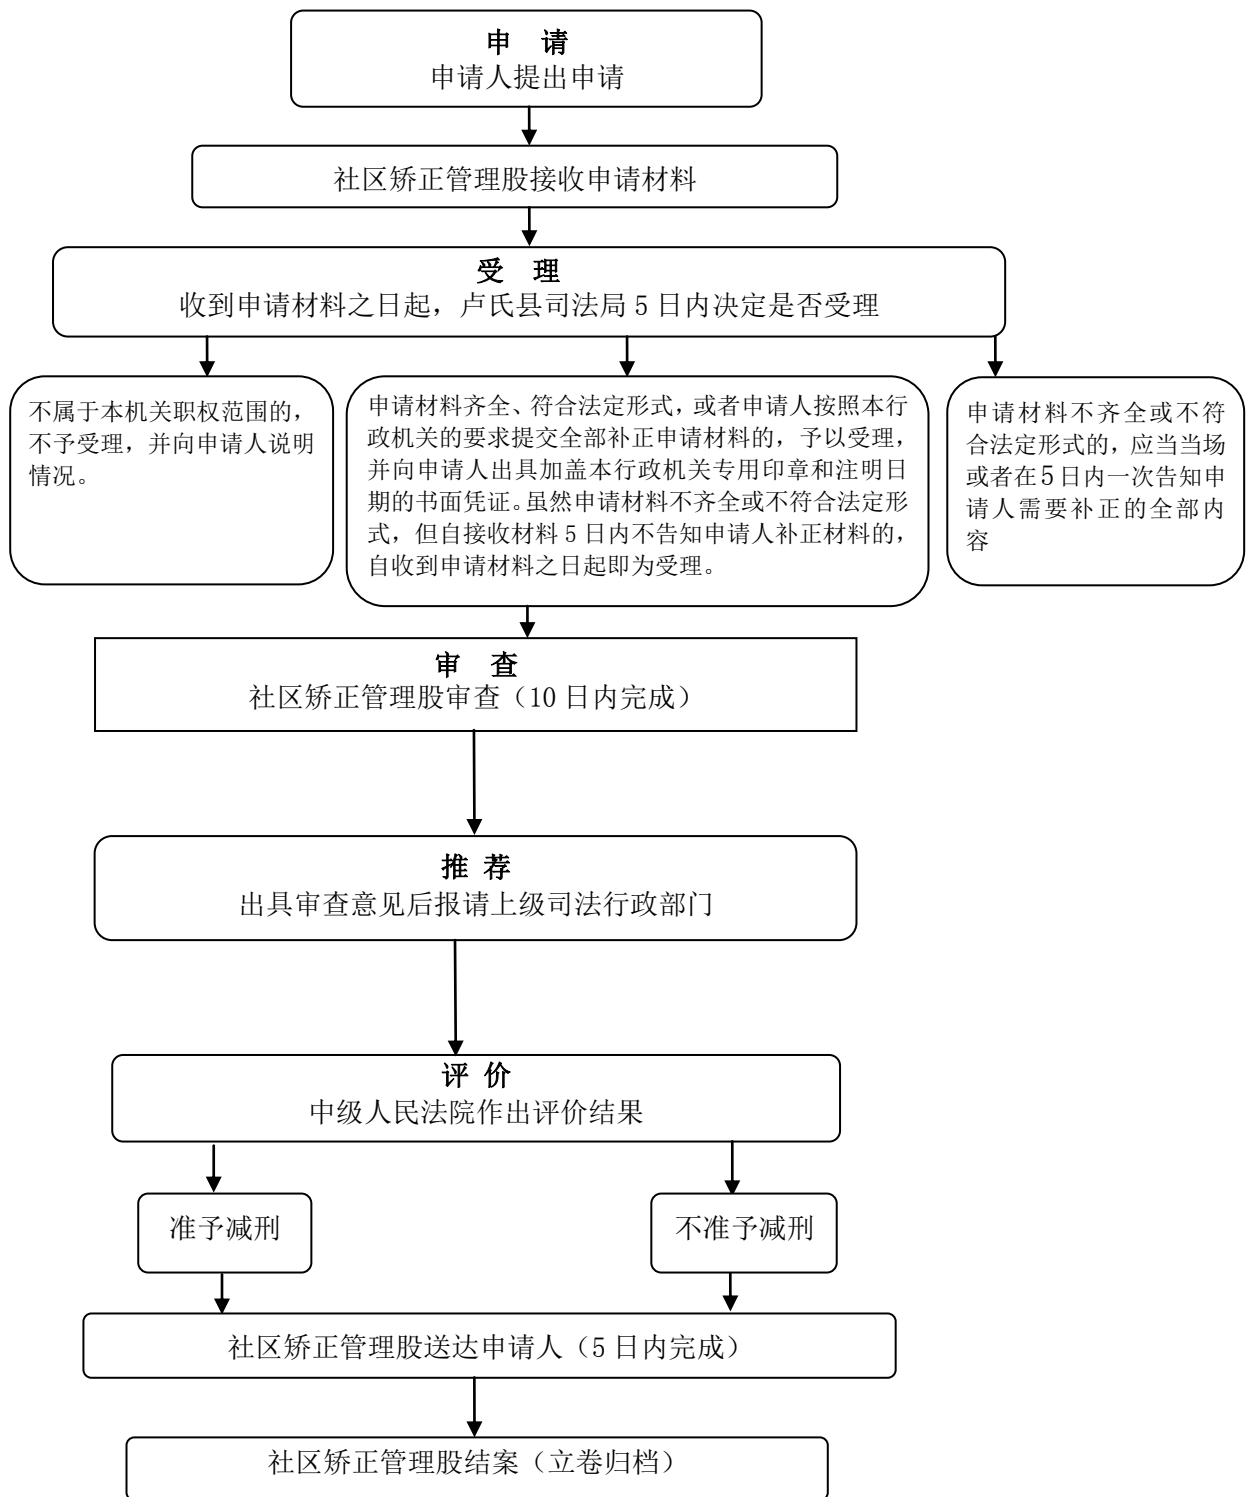 申 请
申请人提出申请
社区矫正管理股接收申请材料
受 理
收到申请材料之日起，卢氏县司法局 5 日内决定是否受理
不属于本机关职权范围的，
不予受理，并向申请人说明
情况。
申请材料齐全、符合法定形式，或者申请人按照本行
政机关的要求提交全部补正申请材料的，予以受理，
并向申请人出具加盖本行政机关专用印章和注明日
期的书面凭证。虽然申请材料不齐全或不符合法定形
式，但自接收材料 5 日内不告知申请人补正材料的，
自收到申请材料之日起即为受理。
申请材料不齐全或不符
合法定形式的，应当当场
或者在5日内一次告知申
请人需要补正的全部内
容
审 查
社区矫正管理股审查（10 日内完成）
推 荐
出具审查意见后报请上级司法行政部门
评 价
中级人民法院作出评价结果
准予减刑
不准予减刑
社区矫正管理股送达申请人（5 日内完成）
社区矫正管理股结案（立卷归档）